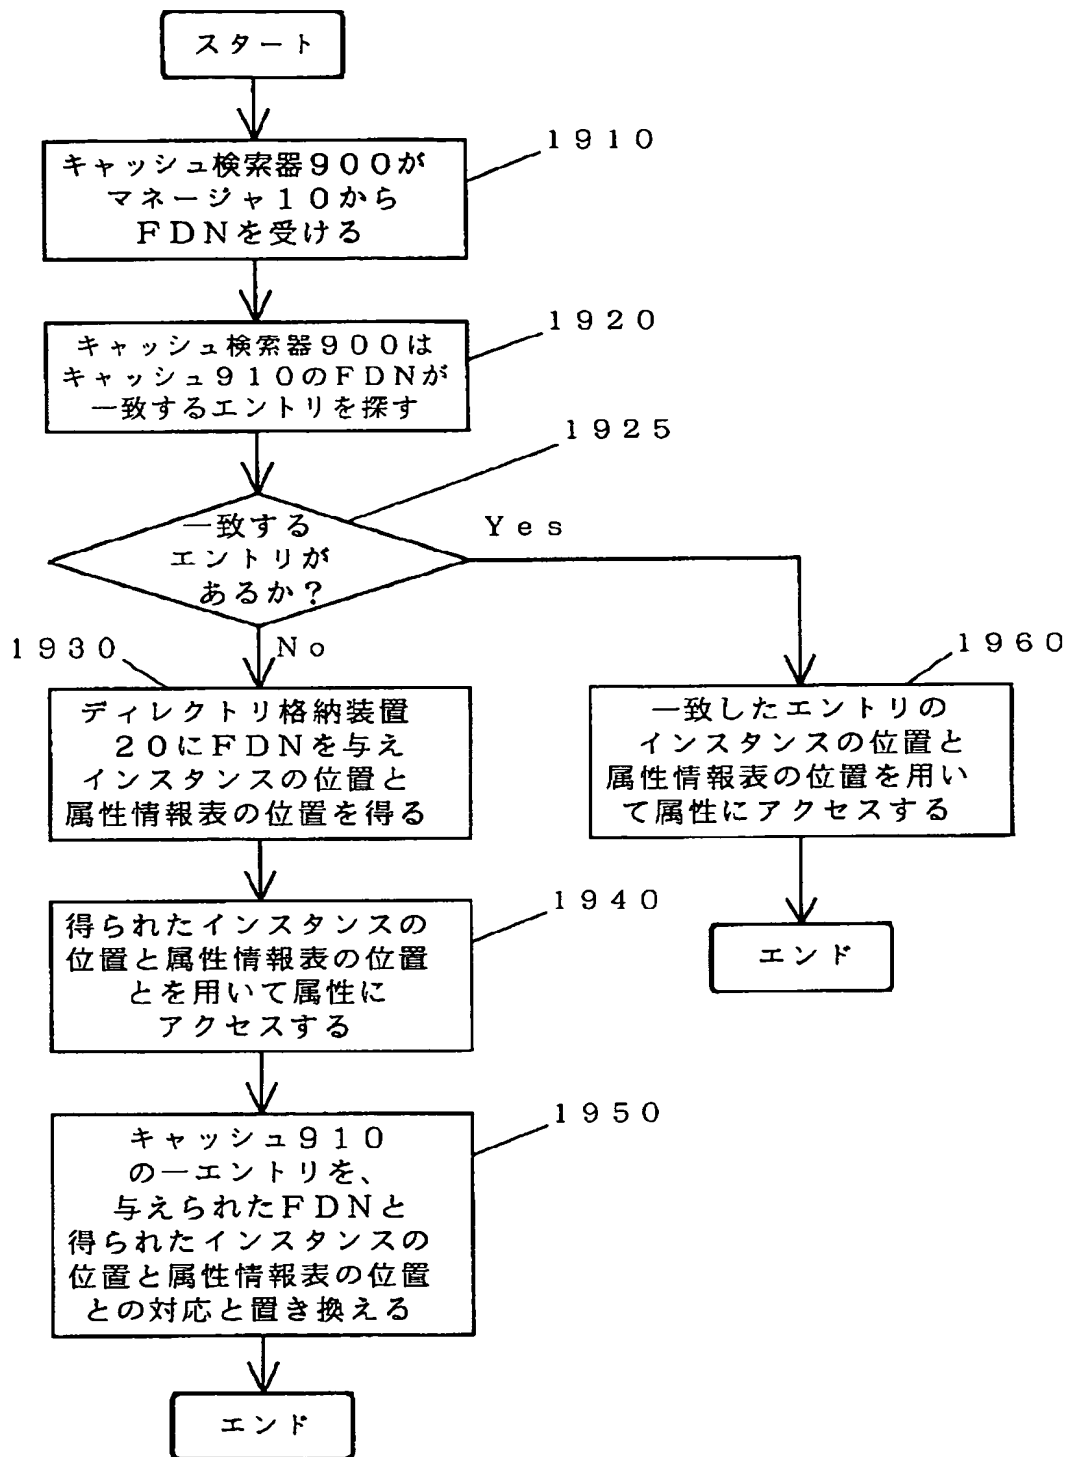 スタート
1910
キャッシュ検索器900が
マネージャ10から
FDNを受ける
1920
キャッシュ検索器900は
キャッシュ910のFDNが
一致するエントリを探す
1925
一致する
エントリが
あるか?
Yes
No
1930
ディレクトリ格納装置
20にFDNを与え
インスタンスの位置と
属性情報表の位置を得る
1960
一致したエントリの
インスタンスの位置と
属性情報表の位置を用い
て属性にアクセスする
1940
得られたインスタンスの
位置と属性情報表の位置
とを用いて属性に
アクセスする
エンド
1950
キャッシュ910
の一エントリを、
与えられたFDNと
得られたインスタンスの
位置と属性情報表の位置
との対応と置き換える
エンド